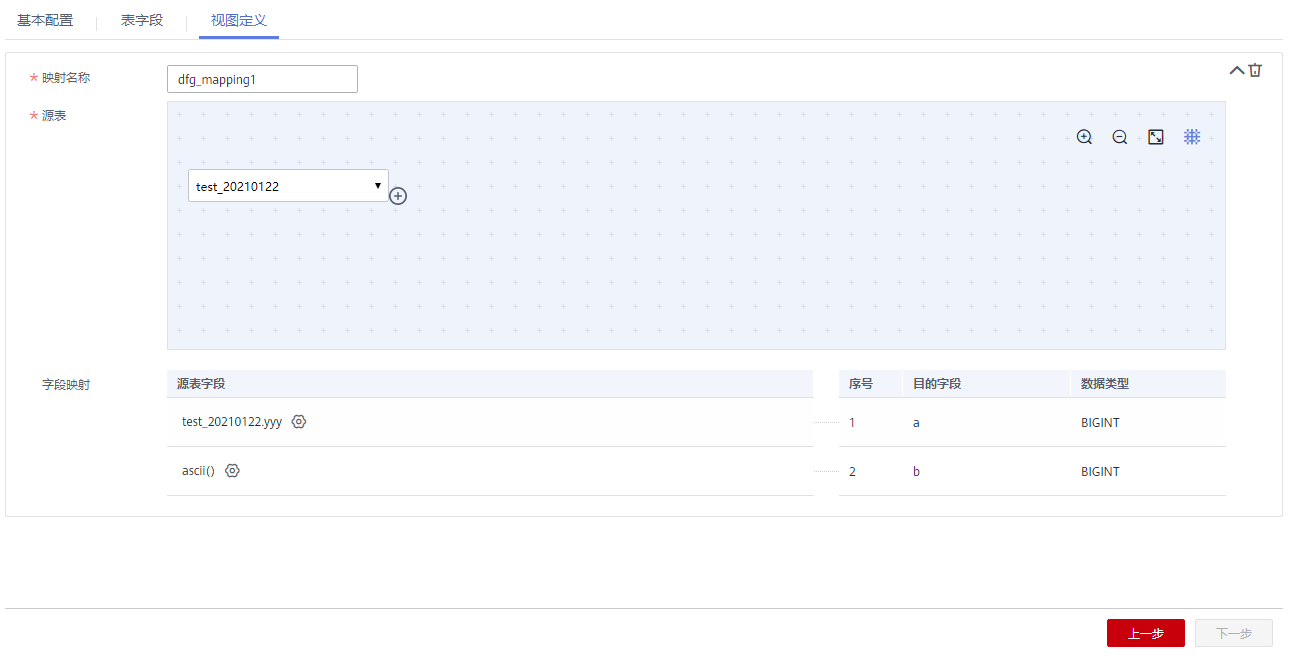 基本配置 表字段 视图定义
* 映射名称 dfg_mapping1
* 源表
test_20210122
字段映射 源表字段 序号 目的字段 数据类型
test_20210122.yyy 1 a BIGINT
ascii() 2 b BIGINT
上一步 下一步